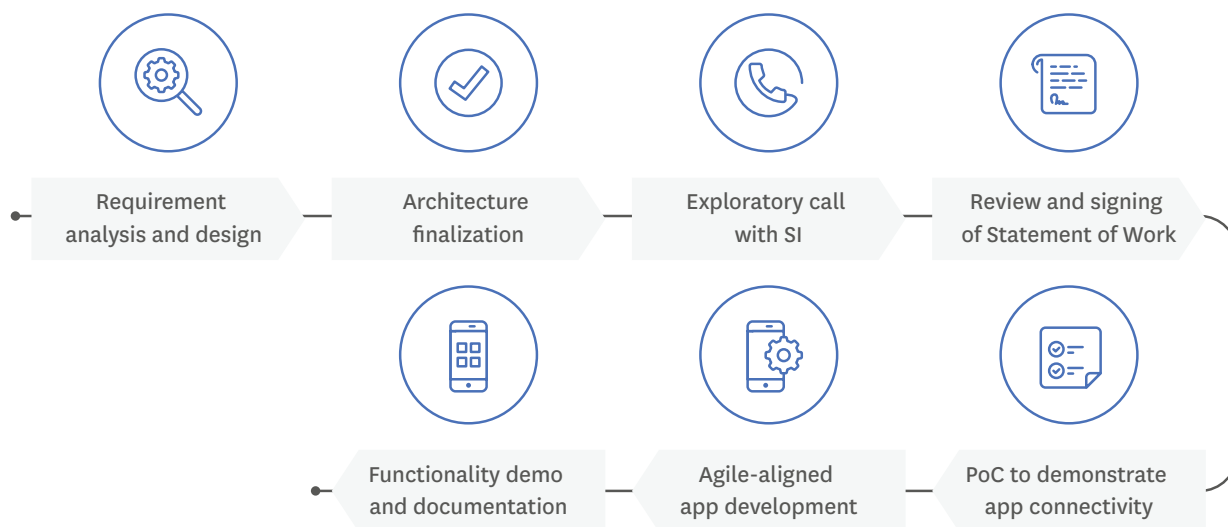 Requirement
analysis and design
Architecture
finalization
Exploratory call
with SI
Review and signing
of Statement of Work
PoC to demonstrate
app connectivity
Agile-aligned
app development
Functionality demo
and documentation